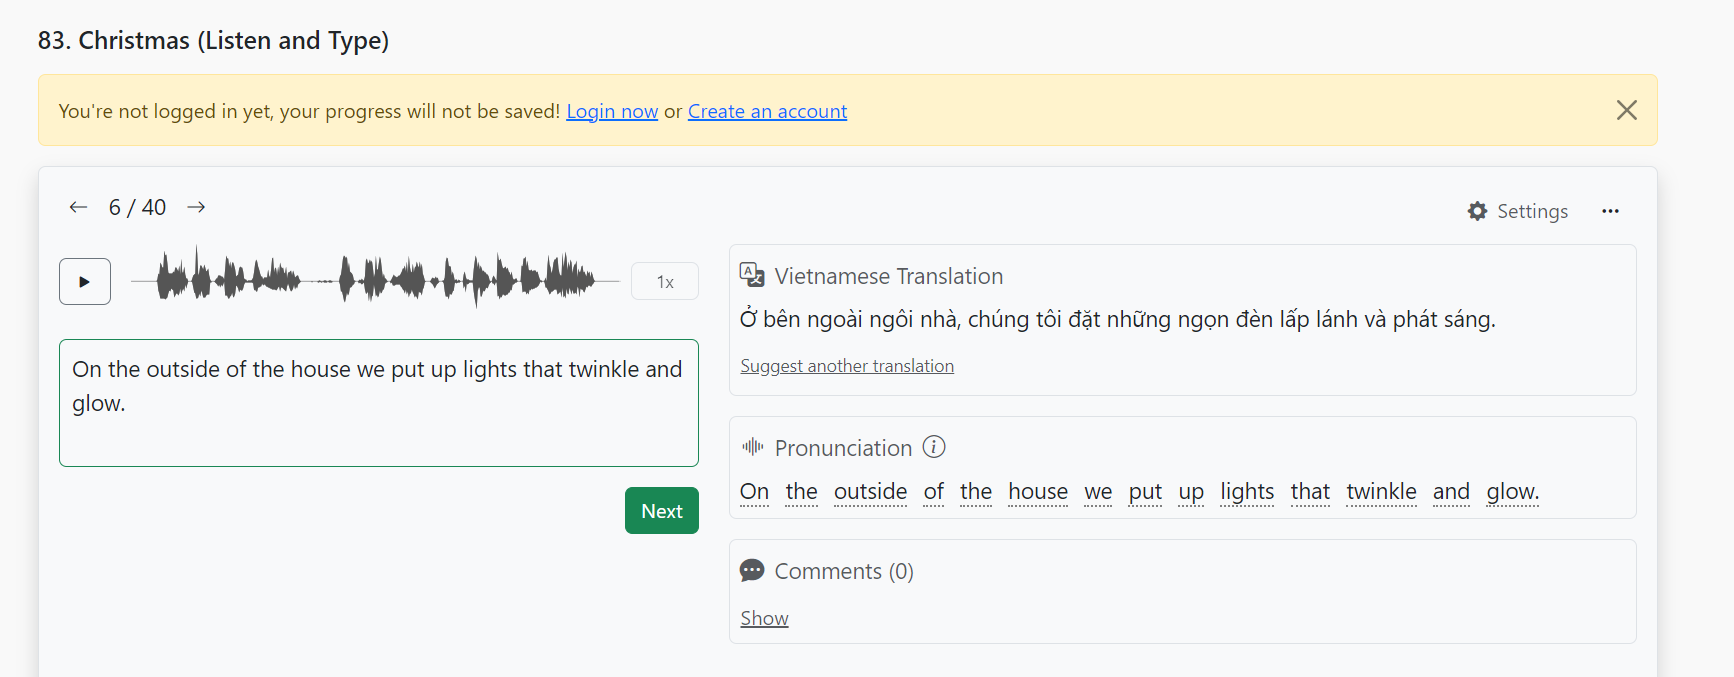 83. Christmas (Listen and Type)
You're not logged in yet, your progress will not be saved! Login now or Create an account
6 / 40
Settings
1x
On the outside of the house we put up lights that twinkle and
glow.
Next
Vietnamese Translation
Ở bên ngoài ngôi nhà, chúng tôi đặt những ngọn đèn lấp lánh và phát sáng.
Suggest another translation
Pronunciation
On the outside of the house we put up lights that twinkle and glow.
Comments (0)
Show